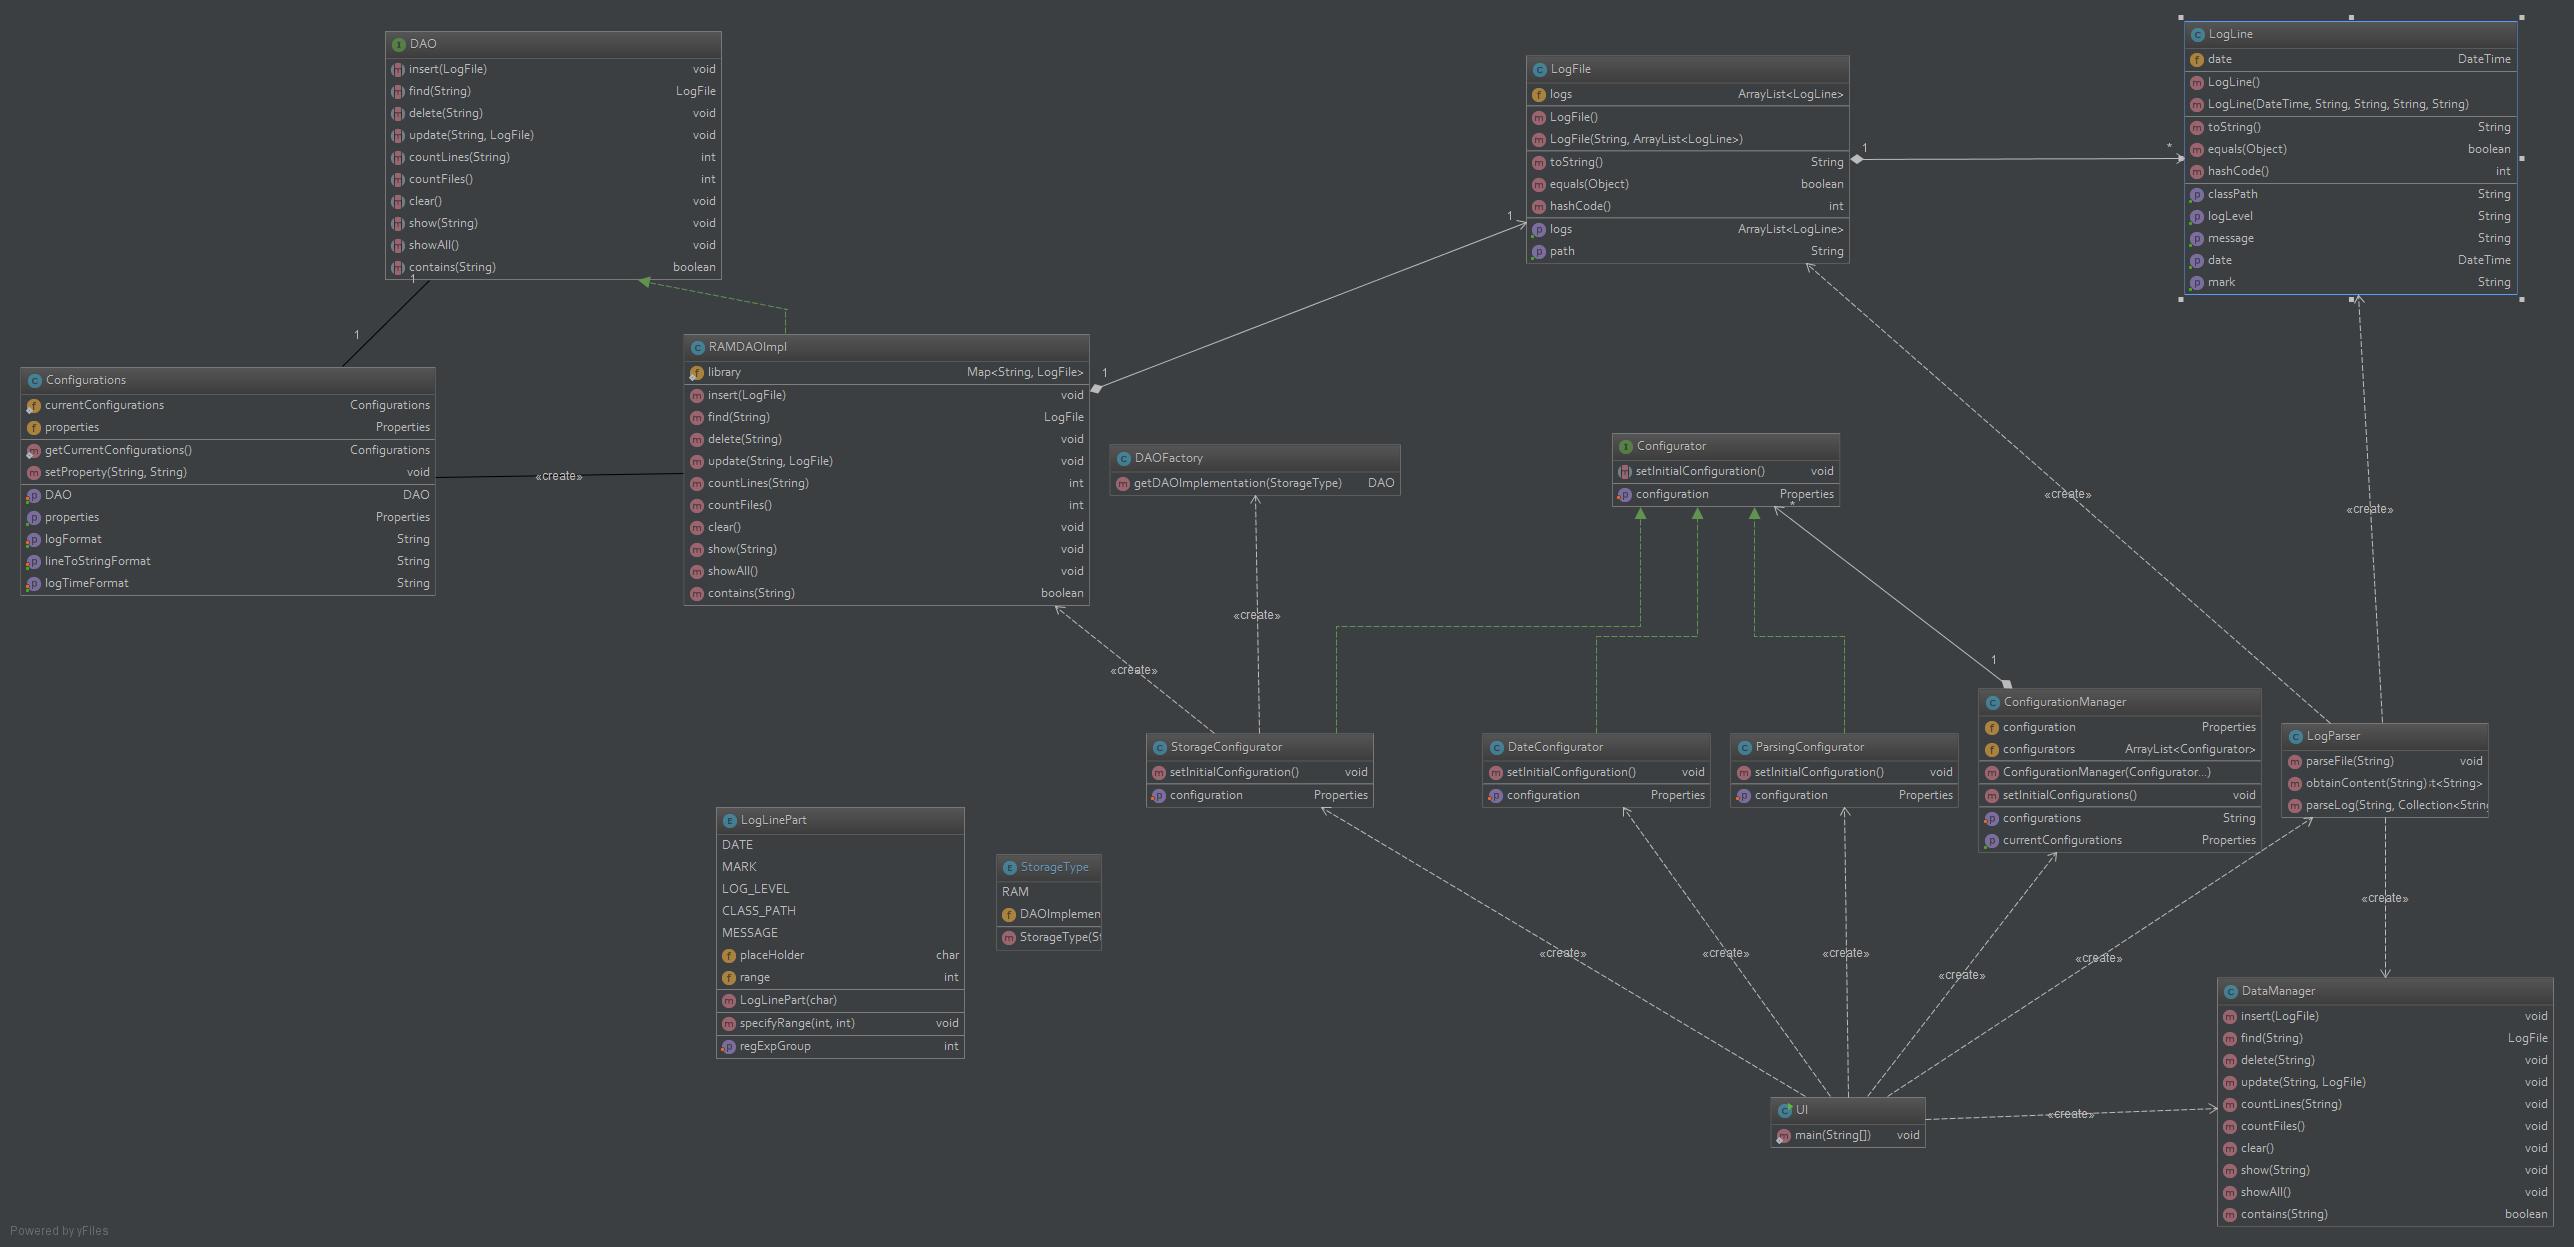 DAO
insert(LogFile) void
find(String) LogFile
delete(String) void
update(String, LogFile) void
countLines(String) int
countFiles() int
clear() void
show(String) void
showAll() void
contains(String) boolean
1
1
Configurations
currentConfigurations Configurations
properties Properties
getCurrentConfigurations() Configurations
setProperty(String, String) void
DAO DAO
properties Properties
logFormat String
lineToStringFormat String
logTimeFormat String
«create»
RAMDAOImpl
library Map<String, LogFile>
insert(LogFile) void
find(String) LogFile
delete(String) void
update(String, LogFile) void
countLines(String) int
countFiles() int
clear() void
show(String) void
showAll() void
contains(String) boolean
1
1
LogFile
logs ArrayList<LogLine>
LogFile()
LogFile(String, ArrayList<LogLine>)
toString() String
equals(Object) boolean
hashCode() int
logs ArrayList<LogLine>
path String
1
*
LogLine
date DateTime
LogLine()
LogLine(DateTime, String, String, String, String)
toString() String
equals(Object) boolean
hashCode() int
classPath String
logLevel String
message String
date DateTime
mark String
DAOFactory
getDAOImplementation(StorageType) DAO
Configurator
setInitialConfiguration() void
configuration Properties
*
1
«create»
«create»
«create»
«create»
StorageConfigurator
setInitialConfiguration() void
configuration Properties
DateConfigurator
setInitialConfiguration() void
configuration Properties
ParsingConfigurator
setInitialConfiguration() void
configuration Properties
ConfigurationManager
configuration Properties
configurators ArrayList<Configurator>
ConfigurationManager(Configurator...)
setInitialConfigurations() void
configurations String
currentConfigurations Properties
LogParser
parseFile(String) void
obtainContent(String) :t<String>
parseLog(String, Collection<Strin
LogLinePart
DATE
MARK
LOG_LEVEL
CLASS_PATH
MESSAGE
placeHolder char
range int
LogLinePart(char)
specifyRange(int, int) void
regExpGroup int
StorageType
RAM
DAOImplemen
StorageType(St
«create»
«create»
«create»
«create»
«create»
«create»
«create»
UI
main(String[]) void
DataManager
insert(LogFile) void
find(String) LogFile
delete(String) void
update(String, LogFile) void
countLines(String) void
countFiles() void
clear() void
show(String) void
showAll() void
contains(String) boolean
Powered by yFiles